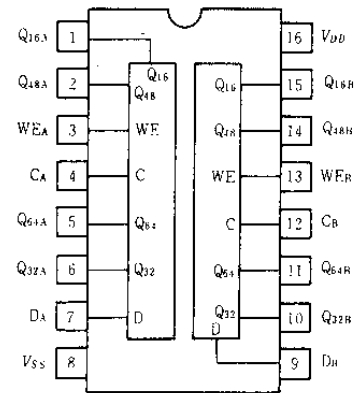 Q16A 1 16 VDD
Q16 Q48A 2 Q48 Q16 15 Q16B
WEA 3 WE Q48 14 Q48B
CA 4 C WE 13 WEB
Q64A 5 Q64 C 12 CB
Q32A 6 Q32 Q64 11 Q64B
DA 7 D Q32 10 Q32B
VSS 8 D 9 DB